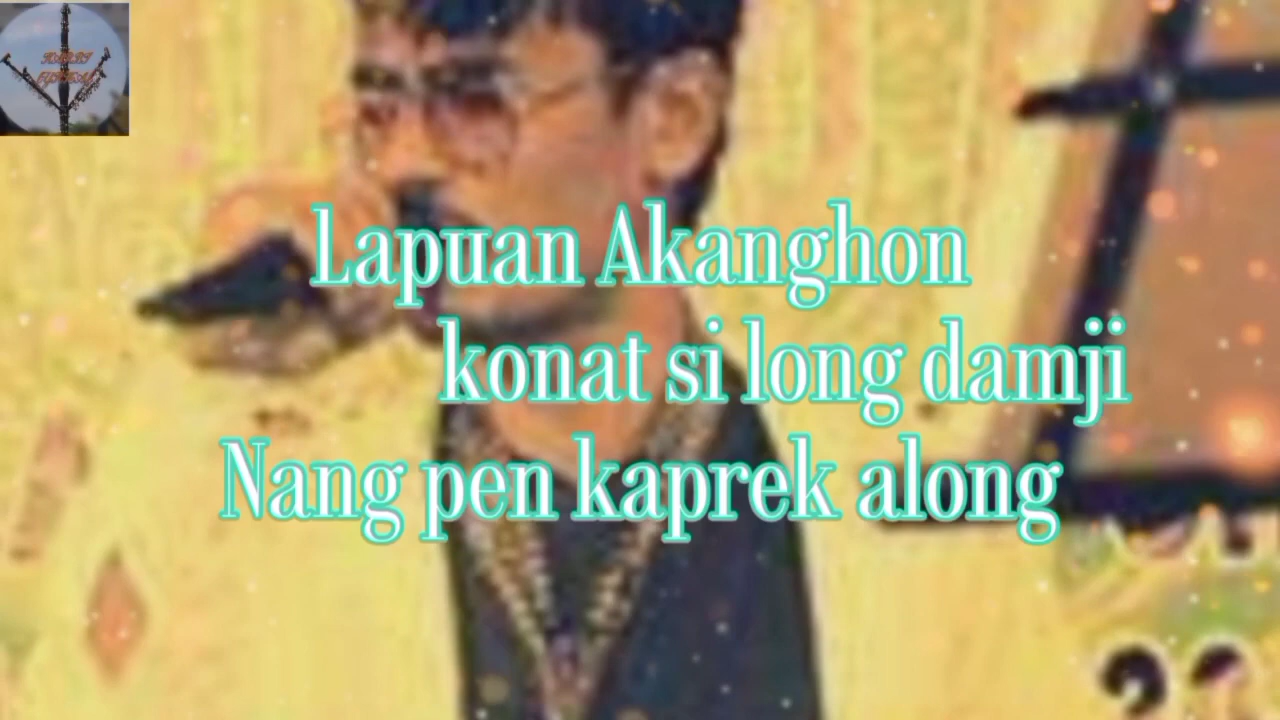 Lapuan Akanghon
konat si long damji
Nang pen kaprek along